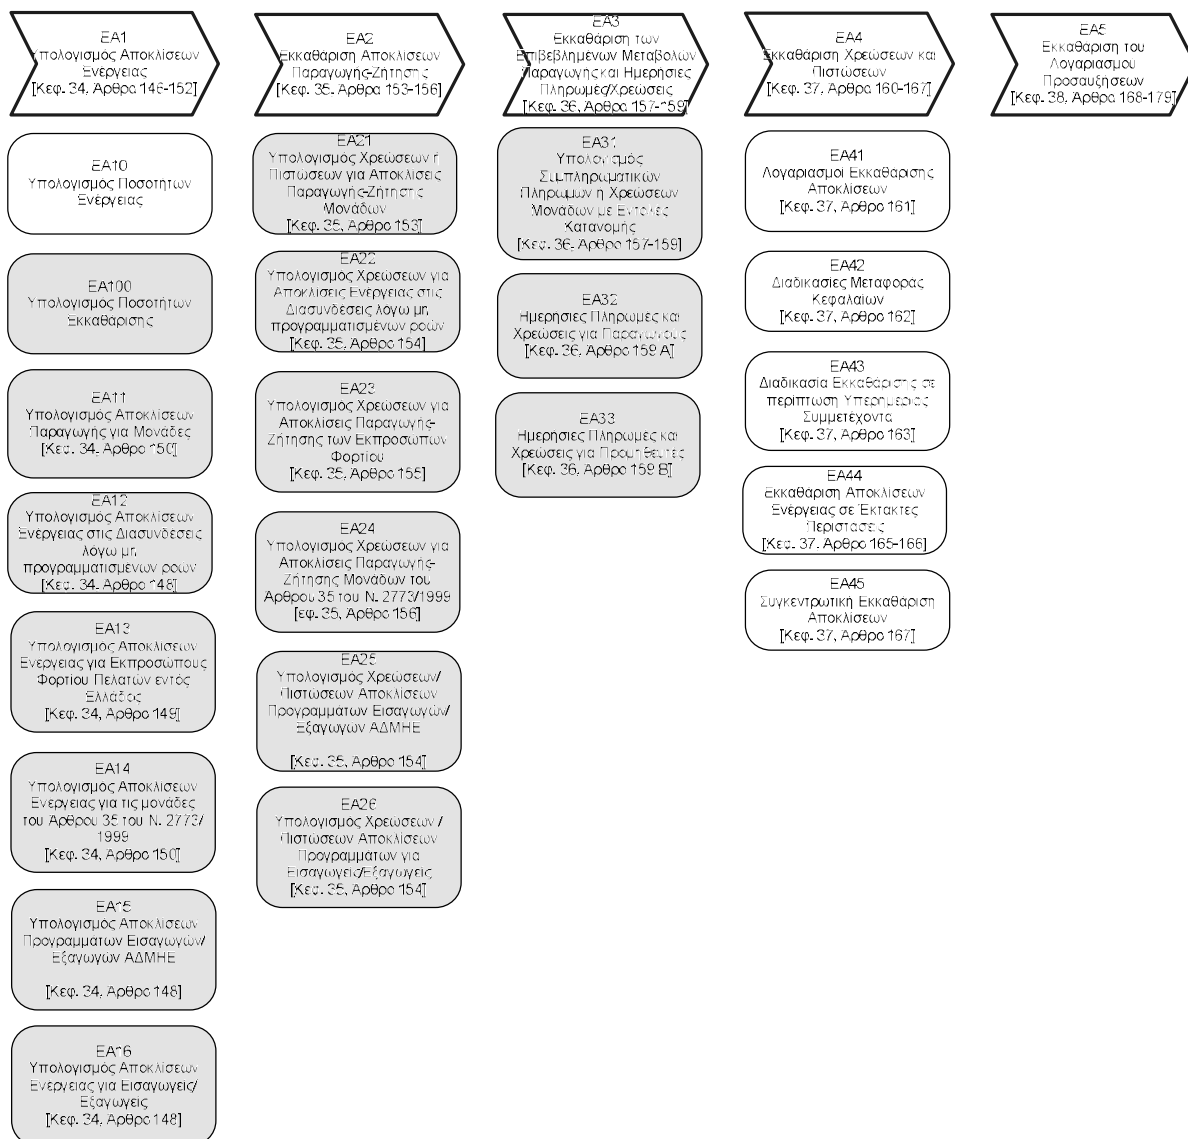 ΕΑ1
Υπολογισμός Αποκλίσεων
Ενέργειας
[Κεφ. 34, Άρθρα 146-152]
ΕΑ2
Εκκαθάριση Αποκλίσεων
Παραγωγής-Ζήτησης
[Κεφ. 35, Άρθρα 153-156]
ΕΑ3
Εκκαθάριση των
Επιβεβλημένων Μεταβολών
Παραγωγής και Ημερήσιες
Πληρωμές/Χρεώσεις
[Κεφ. 36, Άρθρα 157-159]
ΕΑ4
Εκκαθάριση Χρεώσεων και
Πιστώσεων
[Κεφ. 37, Άρθρα 160-167]
ΕΑ5
Εκκαθάριση του
Λογαριασμού
Προσαυξήσεων
[Κεφ. 38, Άρθρα 168-179]
ΕΑ10
Υπολογισμός Ποσοτήτων
Ενέργειας
ΕΑ100
Υπολογισμός Ποσοτήτων
Εκκαθάρισης
ΕΑ11
Υπολογισμός Αποκλίσεων
Παραγωγής για Μονάδες
[Κεφ. 34, Άρθρο 150]
ΕΑ12
Υπολογισμός Αποκλίσεων
Ενέργειας στις Διασυνδέσεις
λόγω μη
προγραμματισμένων ροών
[Κεφ. 34, Άρθρο 148]
ΕΑ13
Υπολογισμός Αποκλίσεων
Ενέργειας για Εκπροσώπους
Φορτίου Πελατών εντός
Ελλάδος
[Κεφ. 34, Άρθρο 149]
ΕΑ14
Υπολογισμός Αποκλίσεων
Ενέργειας για τις μονάδες
του Άρθρου 35 του Ν. 2773/
1999
[Κεφ. 34, Άρθρο 150]
ΕΑ15
Υπολογισμός Αποκλίσεων
Προγραμμάτων Εισαγωγών/
Εξαγωγών ΑΔΜΗΕ
[Κεφ. 34, Άρθρο 148]
ΕΑ16
Υπολογισμός Αποκλίσεων
Ενέργειας για Εισαγωγείς/
Εξαγωγείς
[Κεφ. 34, Άρθρο 148]
ΕΑ21
Υπολογισμός Χρεώσεων ή
Πιστώσεων για Αποκλίσεις
Παραγωγής-Ζήτησης
Μονάδων
[Κεφ. 35, Άρθρο 153]
ΕΑ22
Υπολογισμός Χρεώσεων για
Αποκλίσεις Ενέργειας στις
Διασυνδέσεις λόγω μη
προγραμματισμένων ροών
[Κεφ. 35, Άρθρο 154]
ΕΑ23
Υπολογισμός Χρεώσεων για
Αποκλίσεις Παραγωγής-
Ζήτησης των Εκπροσώπων
Φορτίου
[Κεφ. 35, Άρθρο 155]
ΕΑ24
Υπολογισμός Χρεώσεων για
Αποκλίσεις Παραγωγής-
Ζήτησης Μονάδων του
Άρθρου 35 του Ν. 2773/1999
[εφ. 35, Άρθρο 156]
ΕΑ25
Υπολογισμός Χρεώσεων/
Πιστώσεων Αποκλίσεων
Προγραμμάτων Εισαγωγών/
Εξαγωγών ΑΔΜΗΕ
[Κεφ. 35, Άρθρο 154]
ΕΑ26
Υπολογισμός Χρεώσεων /
Πιστώσεων Αποκλίσεων
Προγραμμάτων για
Εισαγωγείς/Εξαγωγείς
[Κεφ. 35, Άρθρο 154]
ΕΑ31
Υπολογισμός
Συμπληρωματικών
Πληρωμών ή Χρεώσεων
Μονάδων με Εντολές
Κατανομής
[Κεφ. 36, Άρθρα 157-159]
ΕΑ32
Ημερήσιες Πληρωμές και
Χρεώσεις για Παραγωγούς
[Κεφ. 36, Άρθρο 159 Α]
ΕΑ33
Ημερήσιες Πληρωμές και
Χρεώσεις για Προμηθευτές
[Κεφ. 36, Άρθρο 159 Β]
ΕΑ41
Λογαριασμοί Εκκαθάρισης
Αποκλίσεων
[Κεφ. 37, Άρθρο 161]
ΕΑ42
Διαδικασίες Μεταφοράς
Κεφαλαίων
[Κεφ. 37, Άρθρο 162]
ΕΑ43
Διαδικασία Εκκαθάρισης σε
περίπτωση Υπερημερίας
Συμμετέχοντα
[Κεφ. 37, Άρθρο 163]
ΕΑ44
Εκκαθάριση Αποκλίσεων
Ενέργειας σε Έκτακτες
Περιστάσεις
[Κεφ. 37, Άρθρα 165-166]
ΕΑ45
Συγκεντρωτική Εκκαθάριση
Αποκλίσεων
[Κεφ. 37, Άρθρο 167]